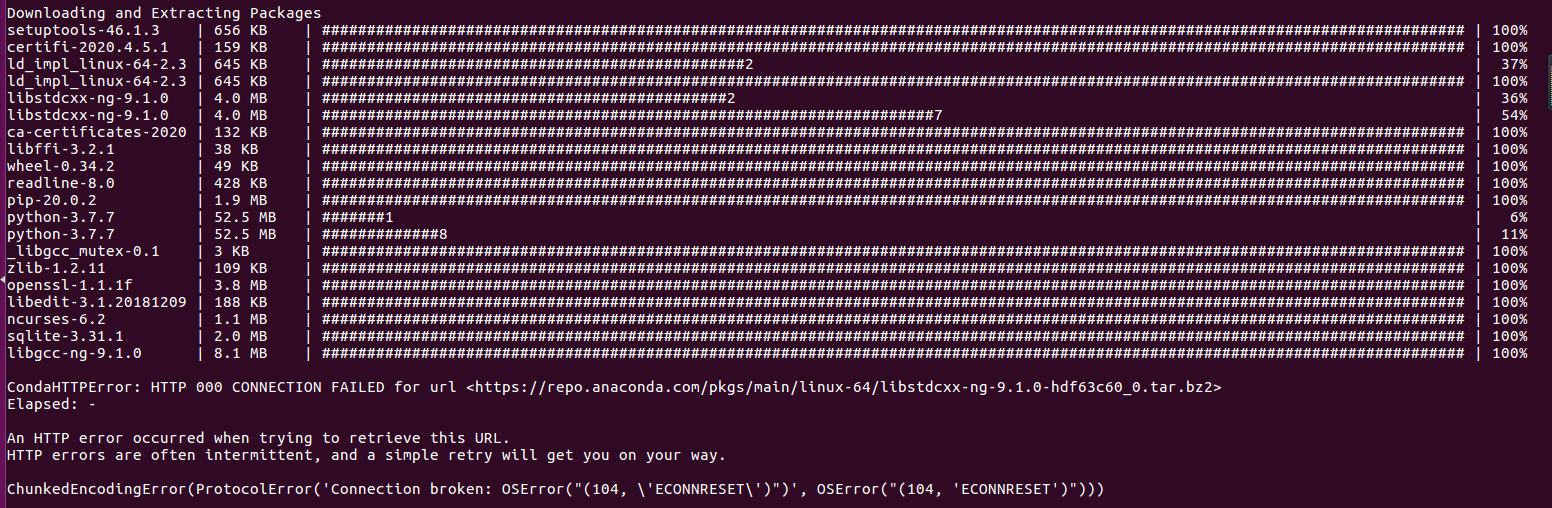 Downloading and Extracting Packages
setuptools-46.1.3    | 656 KB    | ############################################################################################################################### | 100%
certifi-2020.4.5.1   | 159 KB    | ############################################################################################################################### | 100%
ld_impl_linux-64-2.3 | 645 KB    | ###############################################2                                                                                |  37%
ld_impl_linux-64-2.3 | 645 KB    | ############################################################################################################################### | 100%
libstdcxx-ng-9.1.0   | 4.0 MB    | #############################################2                                                                                  |  36%
libstdcxx-ng-9.1.0   | 4.0 MB    | ####################################################################7                                                           |  54%
ca-certificates-2020 | 132 KB    | ############################################################################################################################### | 100%
libffi-3.2.1         | 38 KB     | ############################################################################################################################### | 100%
wheel-0.34.2         | 49 KB     | ############################################################################################################################### | 100%
readline-8.0         | 428 KB    | ############################################################################################################################### | 100%
pip-20.0.2           | 1.9 MB    | ############################################################################################################################### | 100%
python-3.7.7         | 52.5 MB   | #######1                                                                                                                        |   6%
python-3.7.7         | 52.5 MB   | #############8                                                                                                                  |  11%
_libgcc_mutex-0.1    | 3 KB      | ############################################################################################################################### | 100%
zlib-1.2.11          | 109 KB    | ############################################################################################################################### | 100%
openssl-1.1.1f       | 3.8 MB    | ############################################################################################################################### | 100%
libedit-3.1.20181209 | 188 KB    | ############################################################################################################################### | 100%
ncurses-6.2          | 1.1 MB    | ############################################################################################################################### | 100%
sqlite-3.31.1        | 2.0 MB    | ############################################################################################################################### | 100%
libgcc-ng-9.1.0      | 8.1 MB    | ############################################################################################################################### | 100%
CondaHTTPError: HTTP 000 CONNECTION FAILED for url <https://repo.anaconda.com/pkgs/main/linux-64/libstdcxx-ng-9.1.0-hdf63c60_0.tar.bz2>
Elapsed: -
An HTTP error occurred when trying to retrieve this URL.
HTTP errors are often intermittent, and a simple retry will get you on your way.
ChunkedEncodingError(ProtocolError('Connection broken: OSError("(104, \'ECONNRESET\')")', OSError("(104, 'ECONNRESET')")))